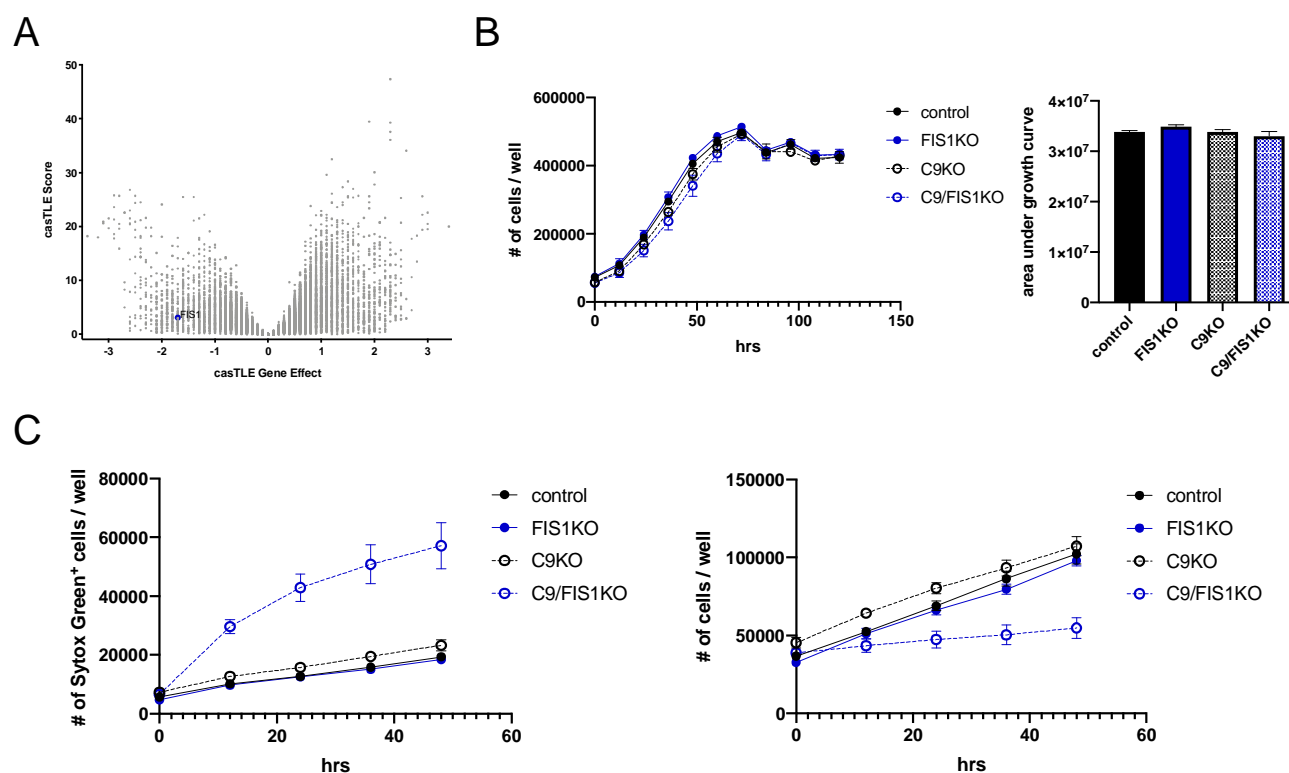 A
50
40
30
20
10
0
casTLE Score
FIS1
-3 -2 -1 0 1 2 3
casTLE Gene Effect
B
600000
400000
200000
0
# of cells / well
0 50 100 150
hrs
control
FIS1KO
C9KO
C9/FIS1KO
4×10⁷
3×10⁷
2×10⁷
1×10⁷
0
area under growth curve
control
FIS1KO
C9KO
C9/FIS1KO
C
80000
60000
40000
20000
0
# of Sytox Green⁺ cells / well
0 20 40 60
hrs
control
FIS1KO
C9KO
C9/FIS1KO
150000
100000
50000
0
# of cells / well
0 20 40 60
hrs
control
FIS1KO
C9KO
C9/FIS1KO